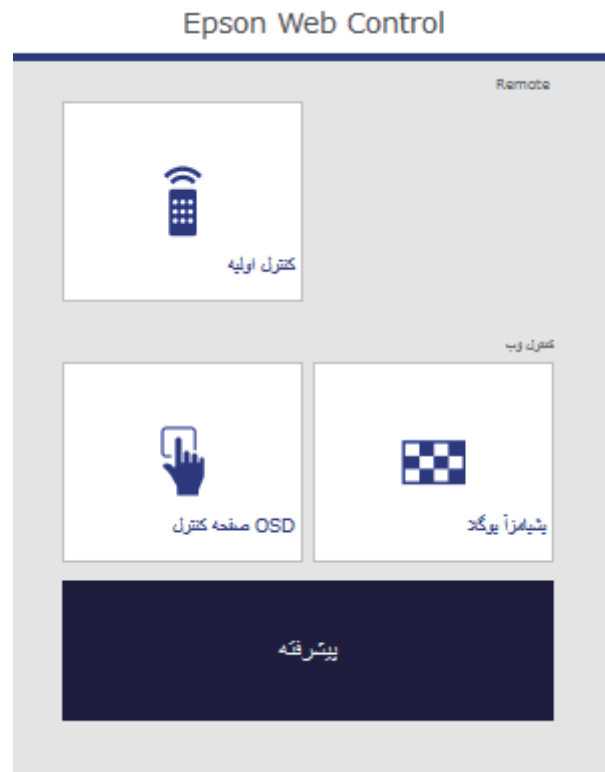 Epson Web Control
Remote
کنترل اولیه
کنترل وب
یشیامزآ یوگلا
صفحه کنترل OSD
پیشرفته